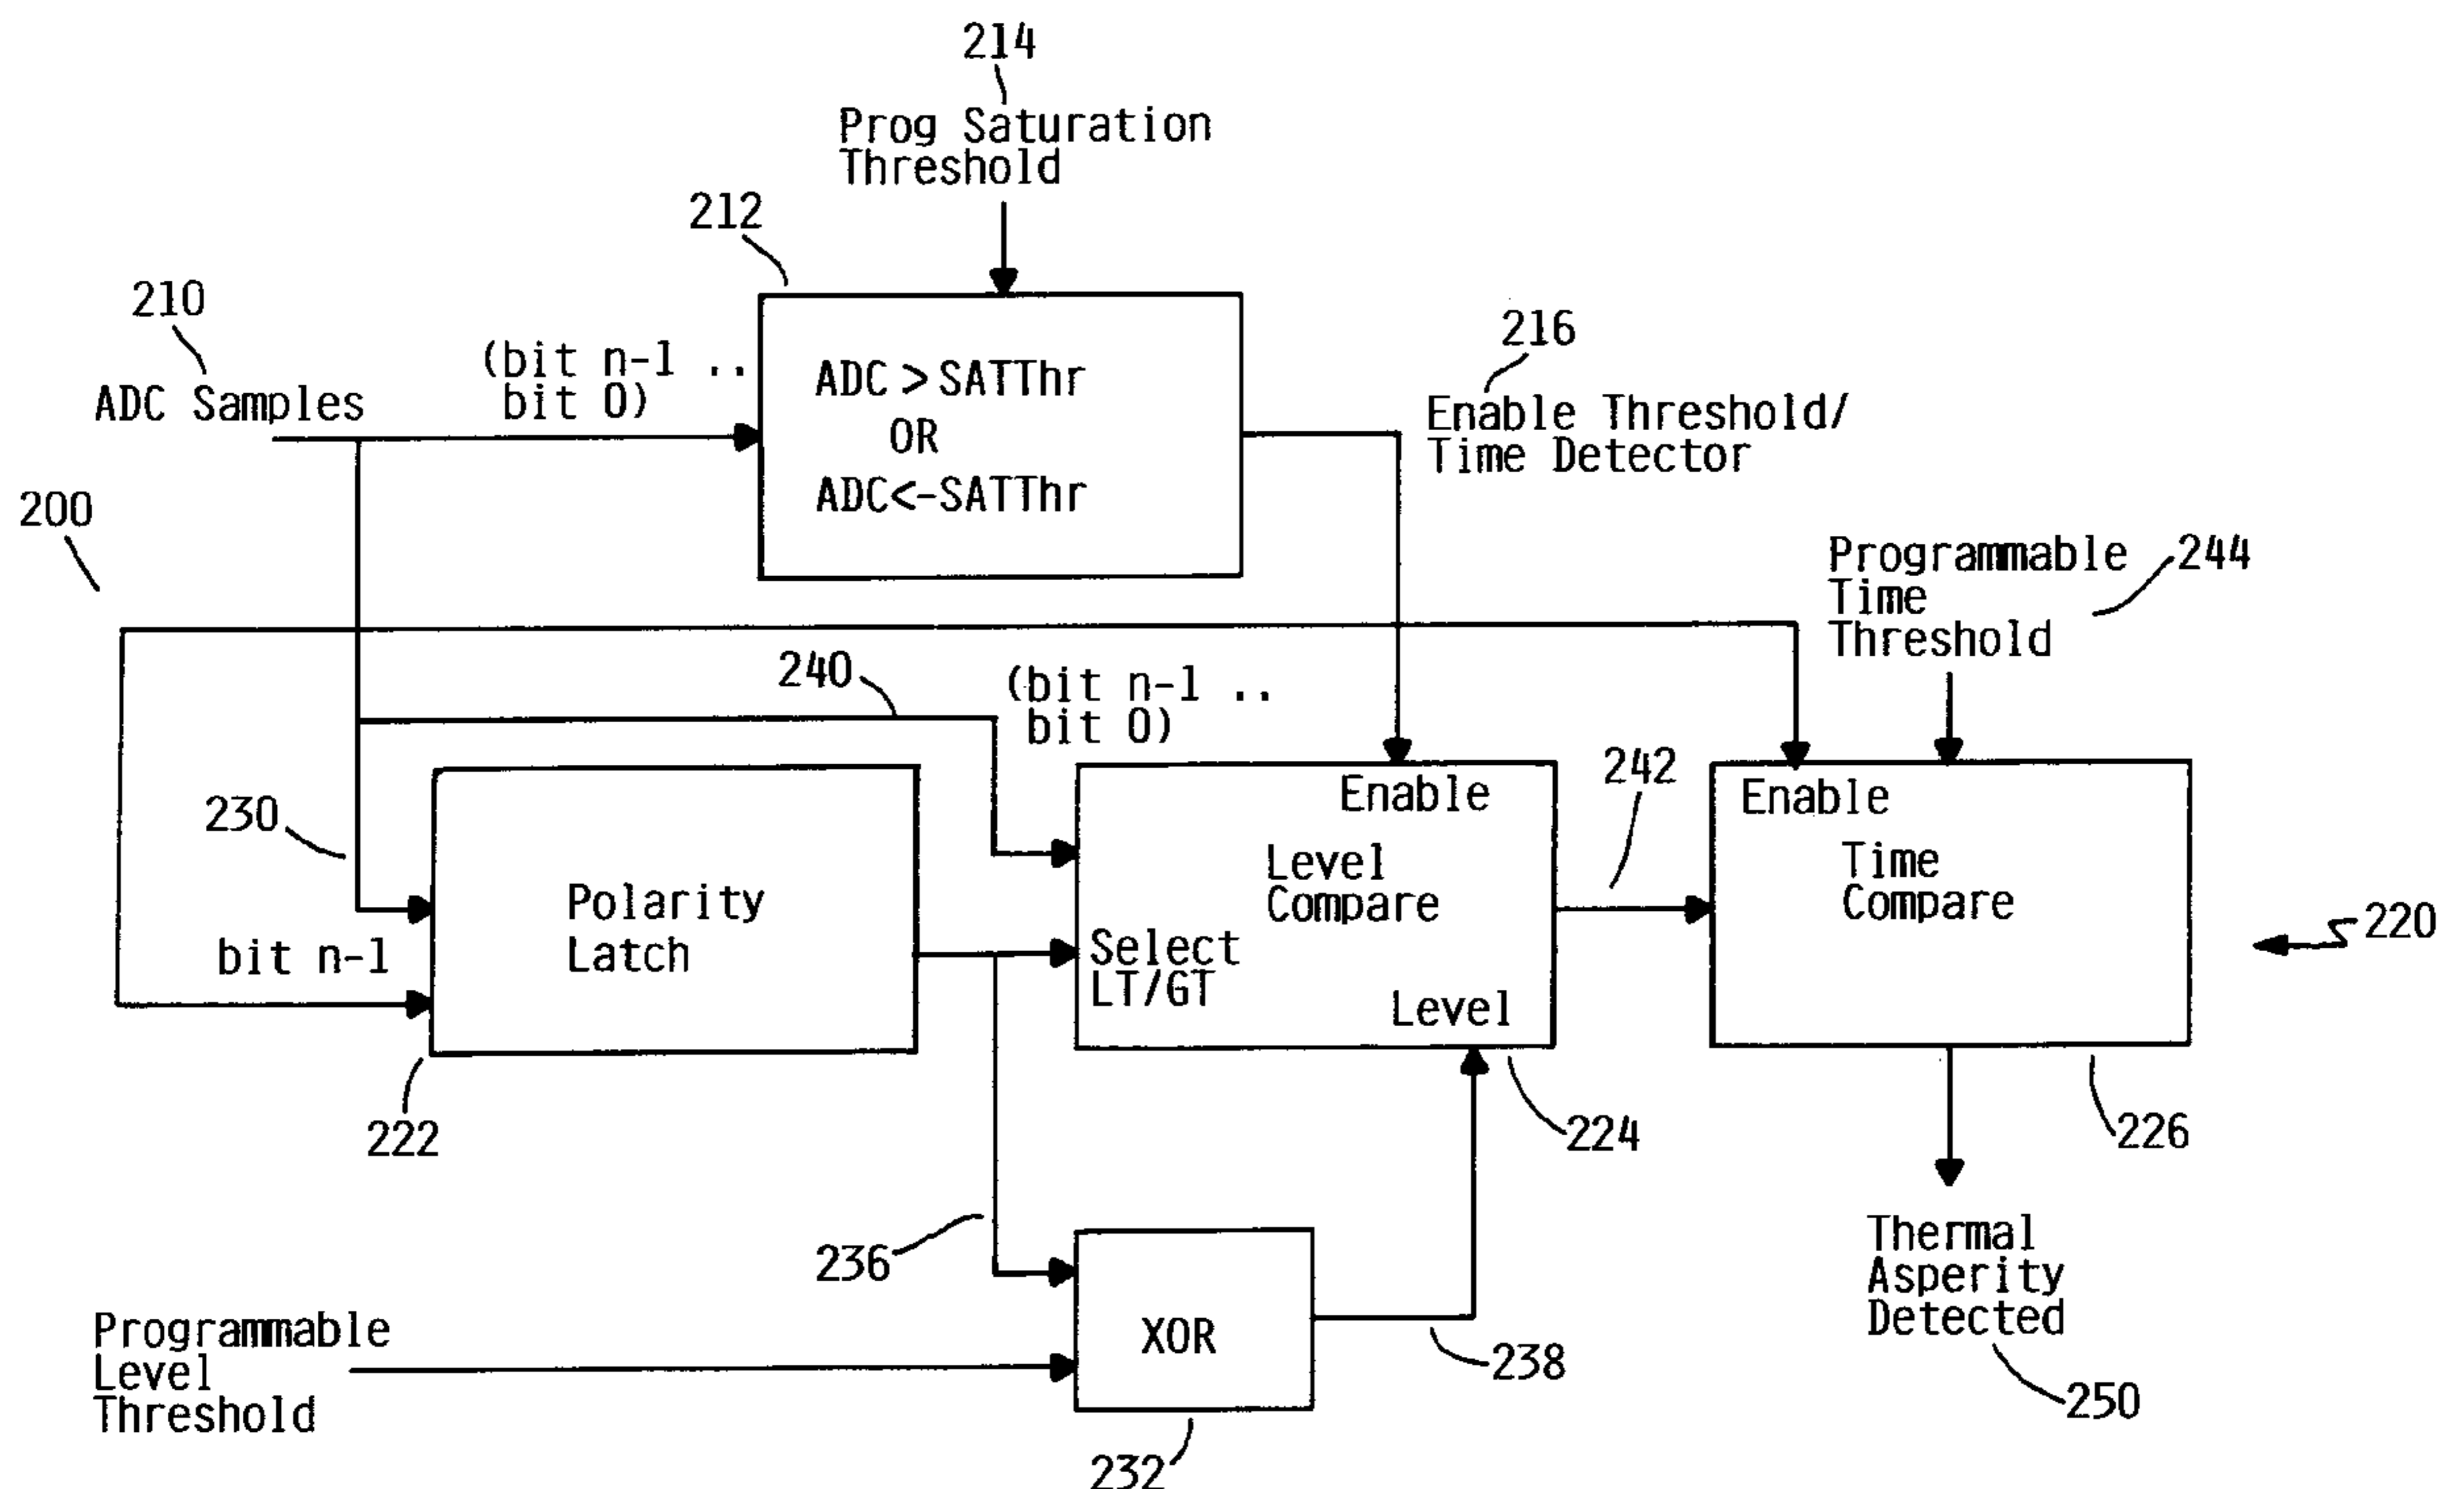 214
Prog Saturation
Threshold
212
210
ADC Samples
(bit n-1 ..
bit 0)
ADC > SATThr
OR
ADC<-SATThr
216
Enable Threshold/
Time Detector
200
Programmable
Time
Threshold
244
240
(bit n-1 ..
bit 0)
230
bit n-1
Polarity
Latch
222
Enable
Level
Compare
Select
LT/GT
Level
242
224
Enable
Time
Compare
220
226
236
XOR
238
232
Programmable
Level
Threshold
Thermal
Asperity
Detected
250